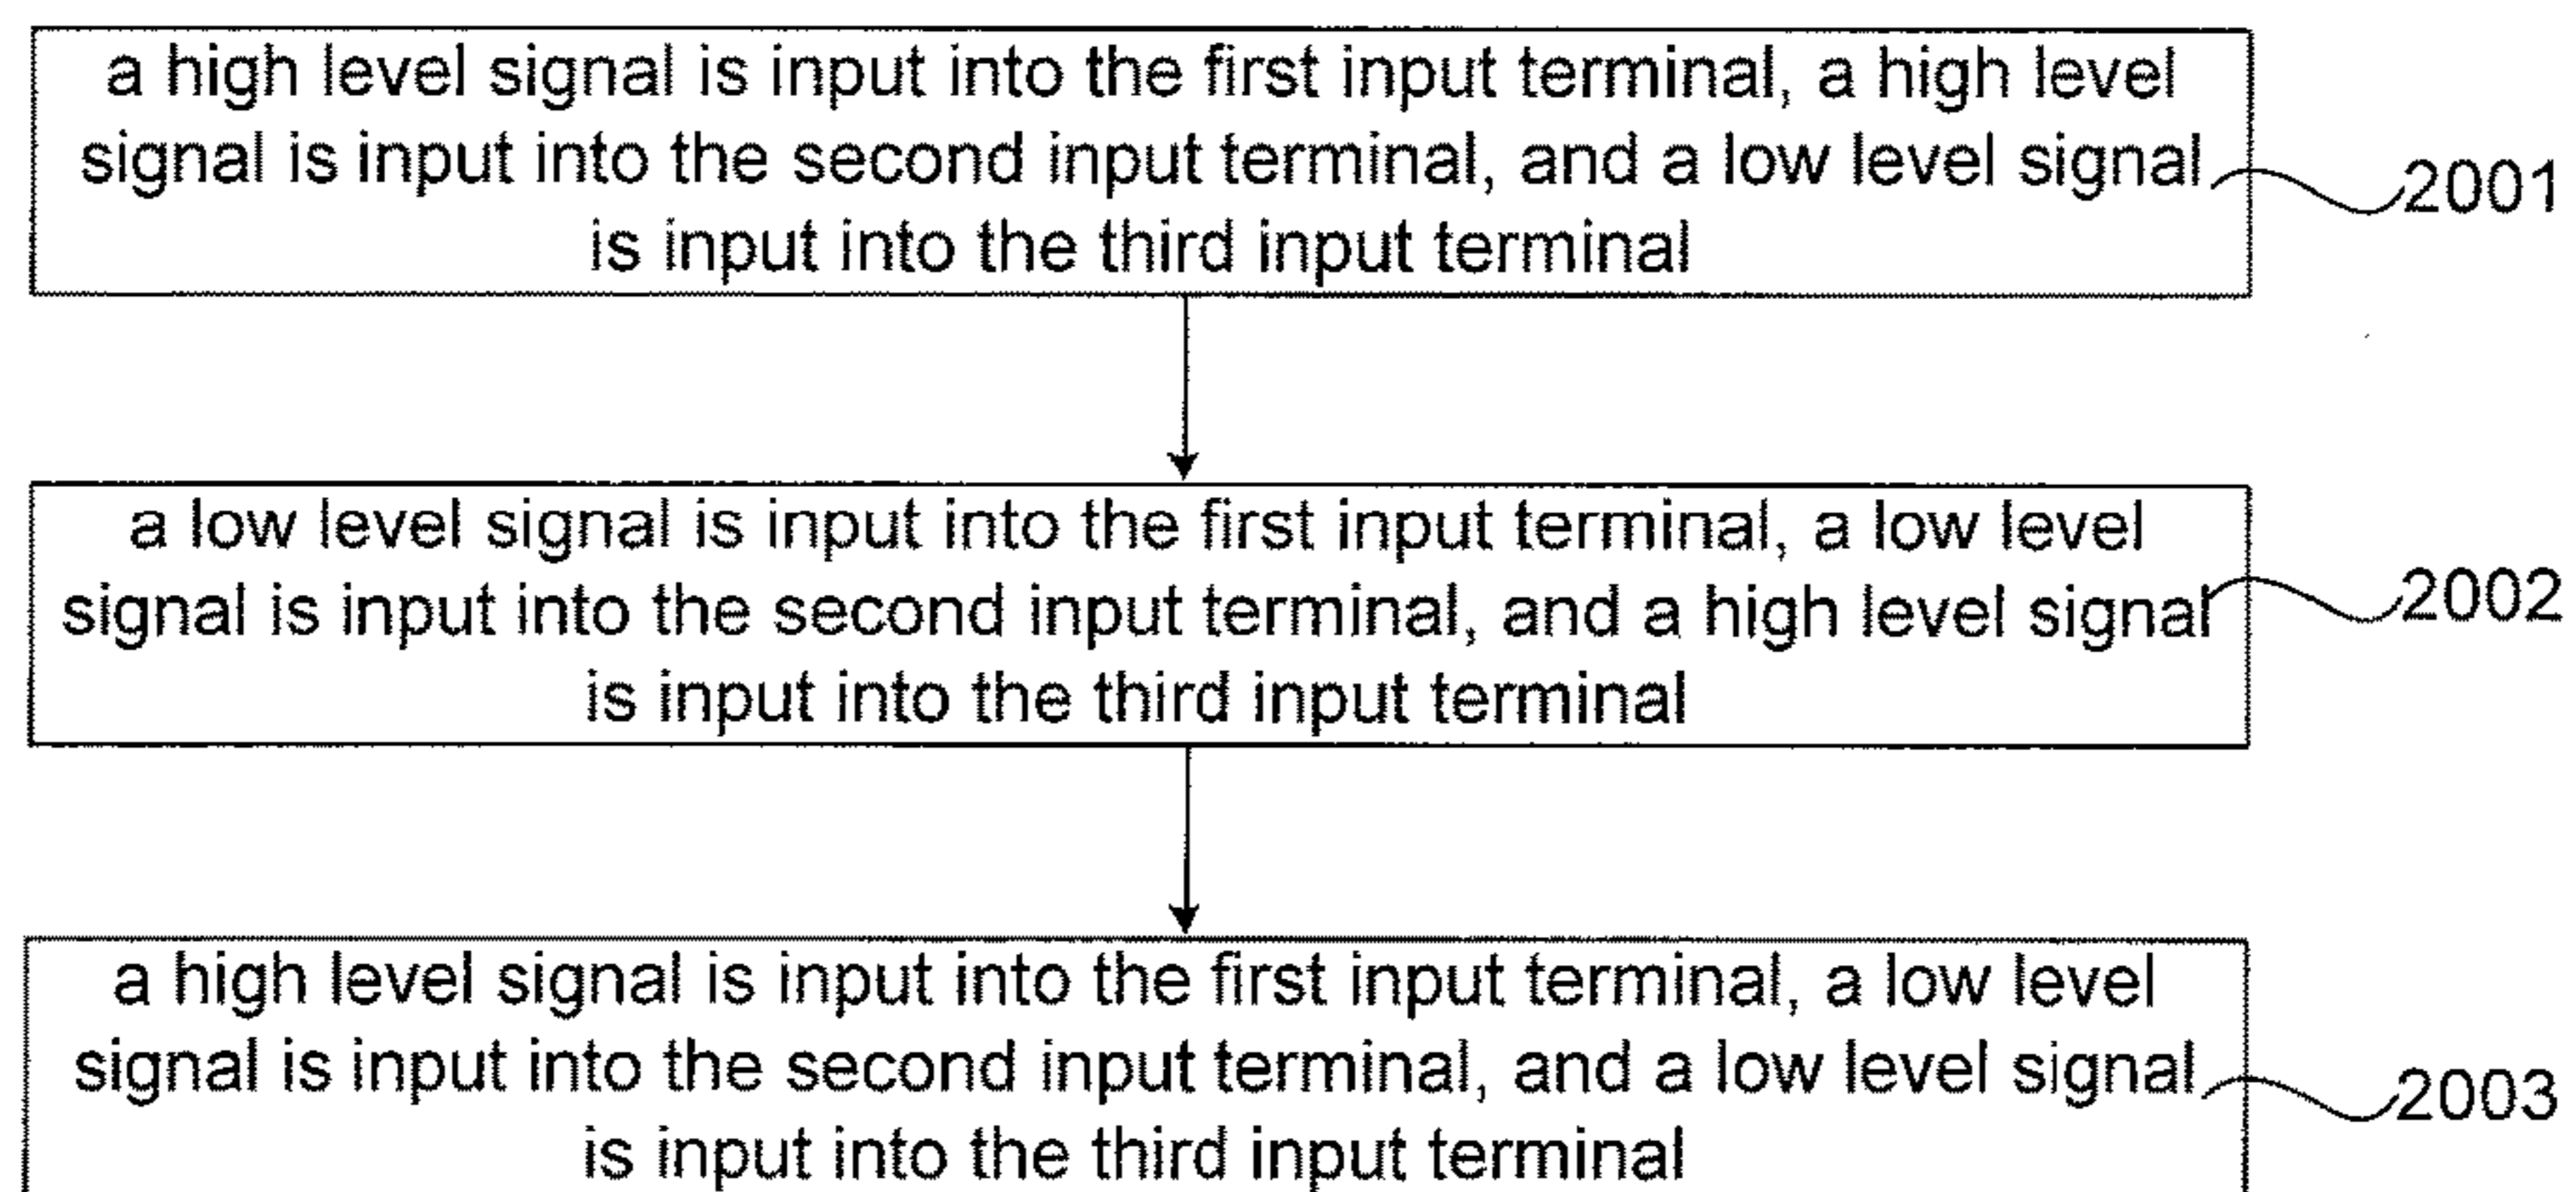 a high level signal is input into the first input terminal, a high level
signal is input into the second input terminal, and a low level signal
is input into the third input terminal
2001
a low level signal is input into the first input terminal, a low level
signal is input into the second input terminal, and a high level signal
is input into the third input terminal
2002
a high level signal is input into the first input terminal, a low level
signal is input into the second input terminal, and a low level signal
is input into the third input terminal
2003